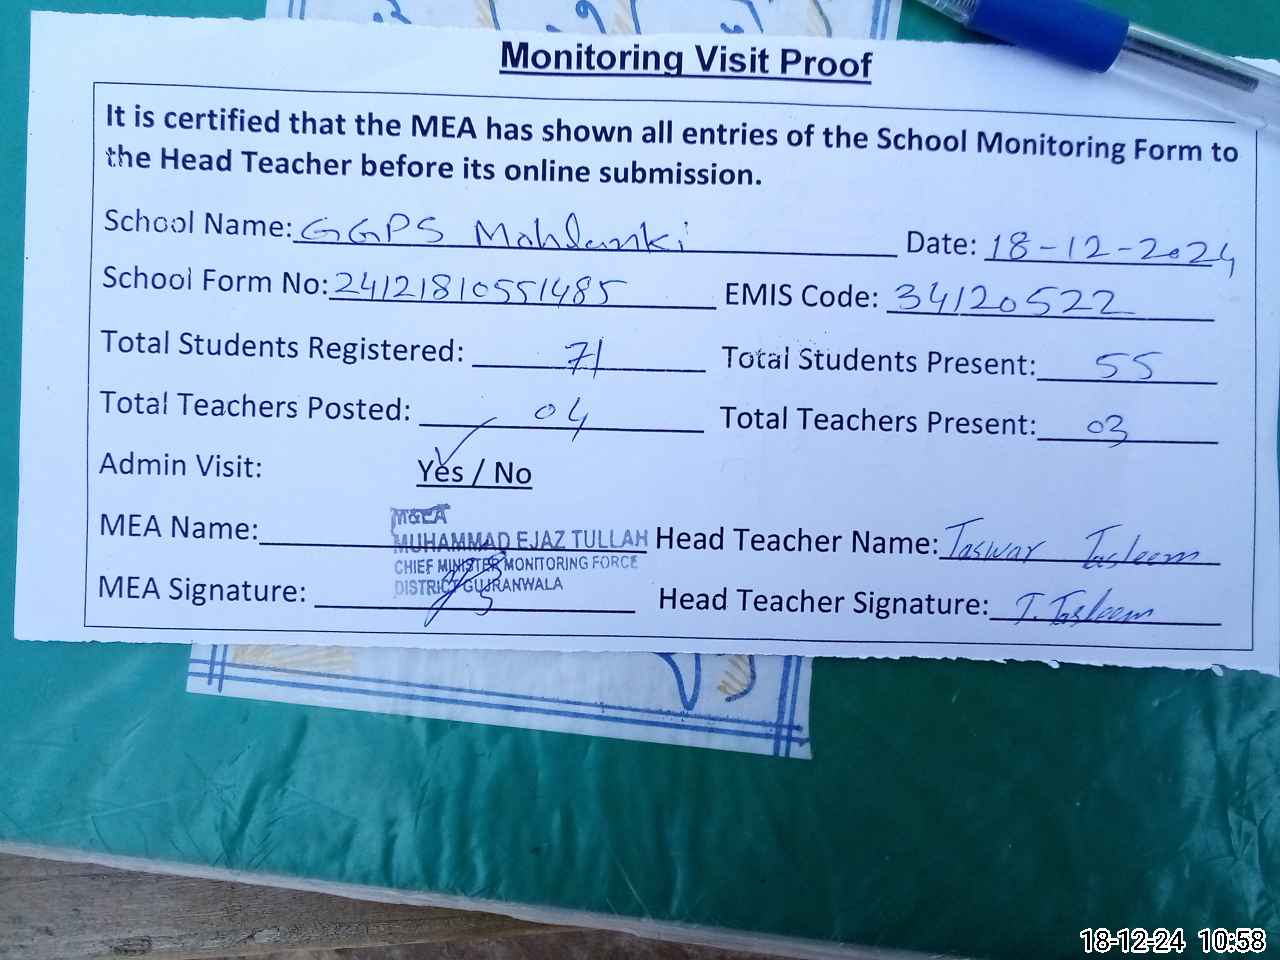 Monitoring Visit Proof
It is certified that the MEA has shown all entries of the School Monitoring Form to
the Head Teacher before its online submission.
School Name: GGPS Mohlanki Date: 18-12-2024
School Form No: 24121810551485 EMIS Code: 34120522
Total Students Registered: 71 Total Students Present: 55
Total Teachers Posted: 04 Total Teachers Present: 03
Admin Visit: Yes / No
M&EA
MEA Name: MUHAMMAD EJAZ TULLAH Head Teacher Name: Taswar Tasleem
CHIEF MINISTER MONITORING FORCE
DISTRICT GUJRANWALA
MEA Signature: Head Teacher Signature: T. Tasleem
18-12-24 10:58